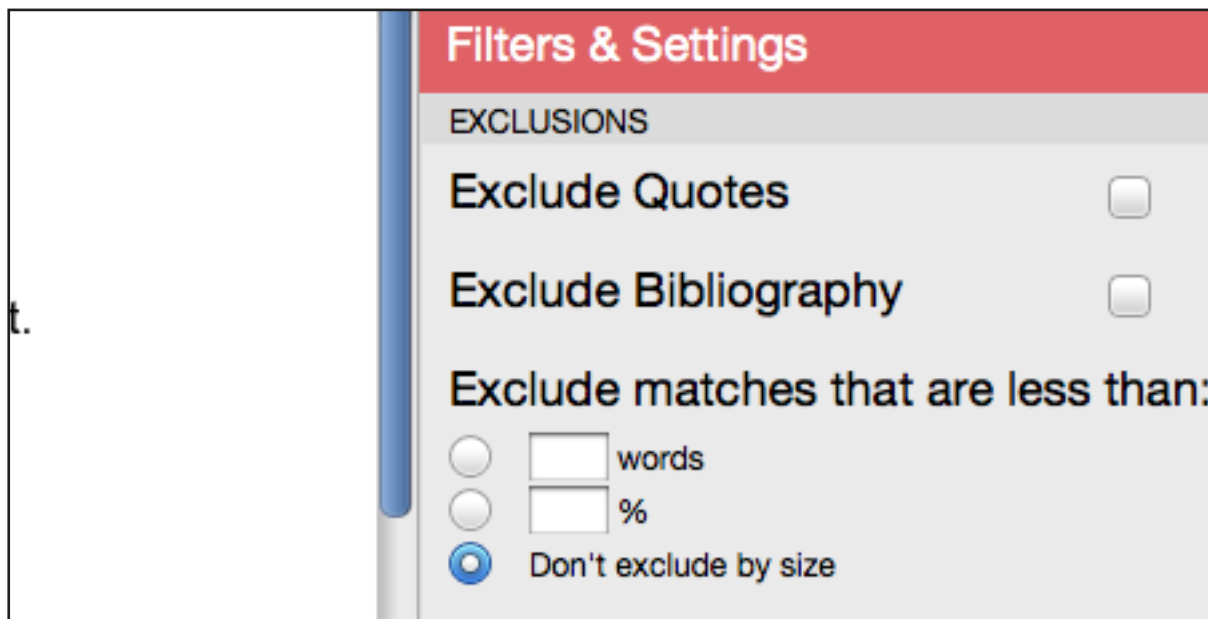 Filters & Settings
EXCLUSIONS
Exclude Quotes
Exclude Bibliography
t.
Exclude matches that are less than:
words
%
Don't exclude by size